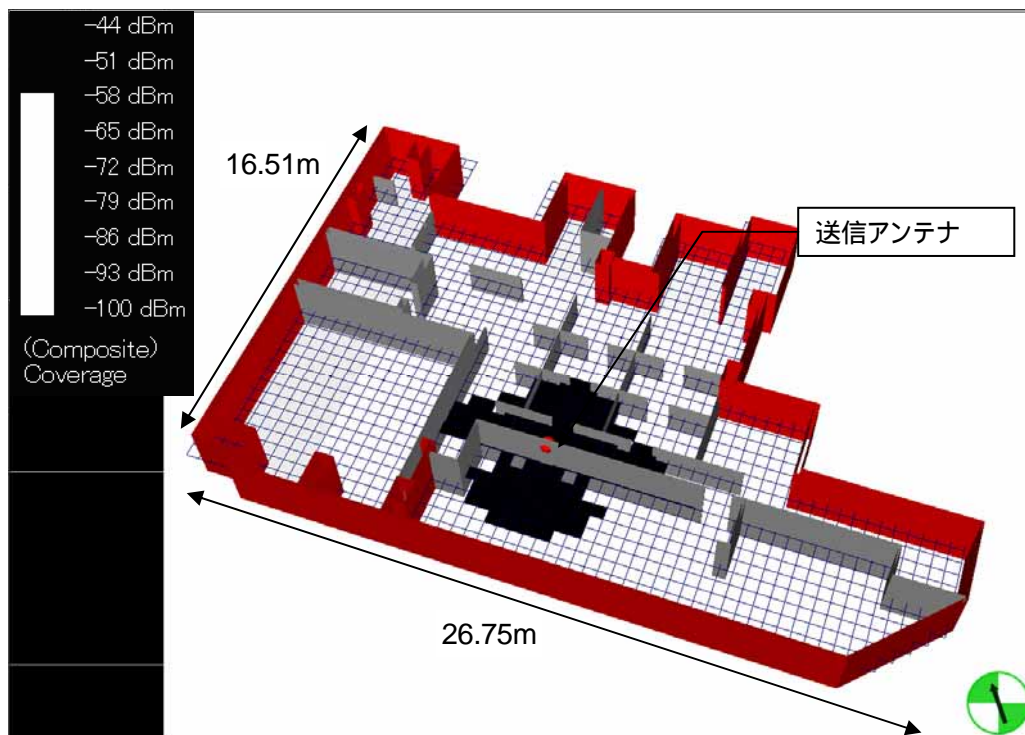 -44 dBm
-51 dBm
-58 dBm
-65 dBm
-72 dBm
-79 dBm
-86 dBm
-93 dBm
-100 dBm
(Composite)
Coverage
16.51m
送信アンテナ
26.75m